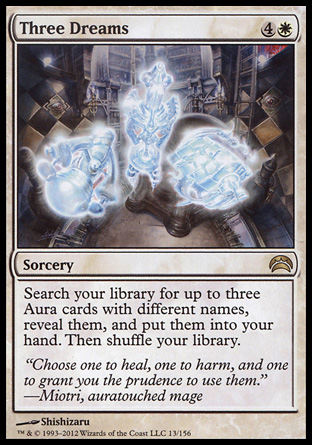 Three Dreams 4
Sorcery
Search your library for up to three
Aura cards with different names,
reveal them, and put them into your
hand. Then shuffle your library.
“Choose one to heal, one to harm, and one
to grant you the prudence to use them.”
—Miotri, auratouched mage
Shishizaru
™ & © 1993–2012 Wizards of the Coast LLC 13/156